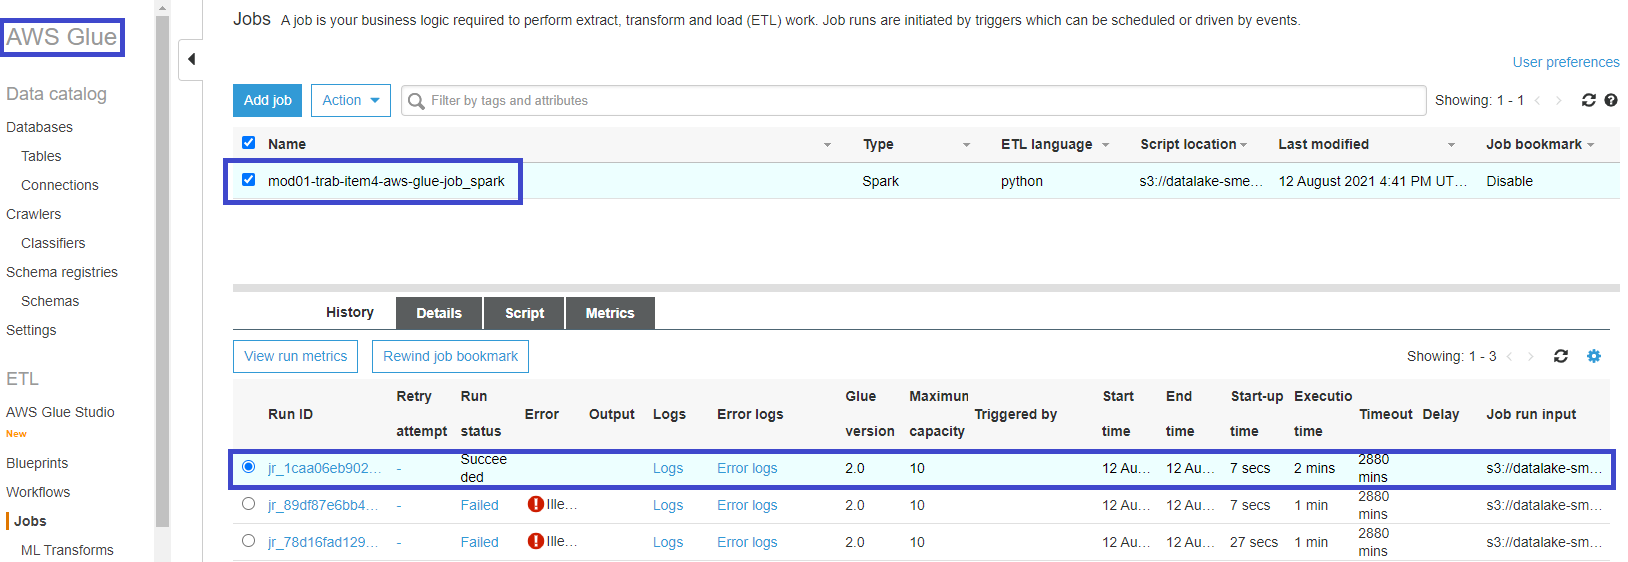 AWS Glue
Data catalog
Databases
Tables
Connections
Crawlers
Classifiers
Schema registries
Schemas
Settings
ETL
AWS Glue Studio
New
Blueprints
Workflows
Jobs
ML Transforms
Jobs A job is your business logic required to perform extract, transform and load (ETL) work. Job runs are initiated by triggers which can be scheduled or driven by events.
User preferences
Add job Action Filter by tags and attributes Showing: 1 - 1
Name Type ETL language Script location Last modified Job bookmark
mod01-trab-item4-aws-glue-job_spark Spark python s3://datalake-sme... 12 August 2021 4:41 PM UT... Disable
History Details Script Metrics
View run metrics Rewind job bookmark Showing: 1 - 3
Run ID Retry attempt Run status Error Output Logs Error logs Glue version Maximun capacity Triggered by Start time End time Start-up time Executio time Timeout Delay Job run input
jr_1caa06eb902... - Succeeded Logs Error logs 2.0 10 12 Au... 12 Au... 7 secs 2 mins 2880 mins s3://datalake-sm...
jr_89df87e6bb4... - Failed Ille... Logs Error logs 2.0 10 12 Au... 12 Au... 7 secs 1 min 2880 mins s3://datalake-sm...
jr_78d16fad129... - Failed Ille... Logs Error logs 2.0 10 12 Au... 12 Au... 27 secs 1 min 2880 mins s3://datalake-sm...